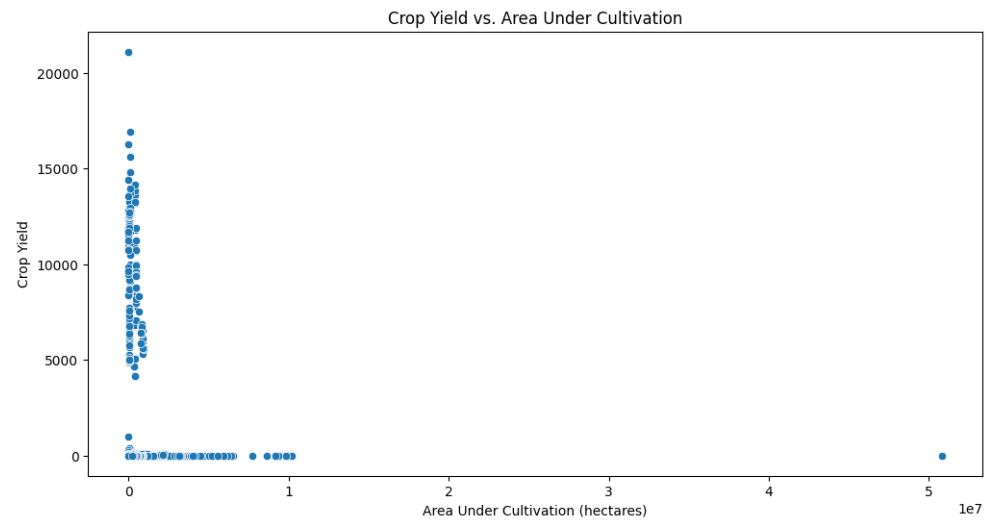 Crop Yield vs. Area Under Cultivation
20000
15000
10000
5000
0
Crop Yield
0
1
2
3
4
5
1e7
Area Under Cultivation (hectares)